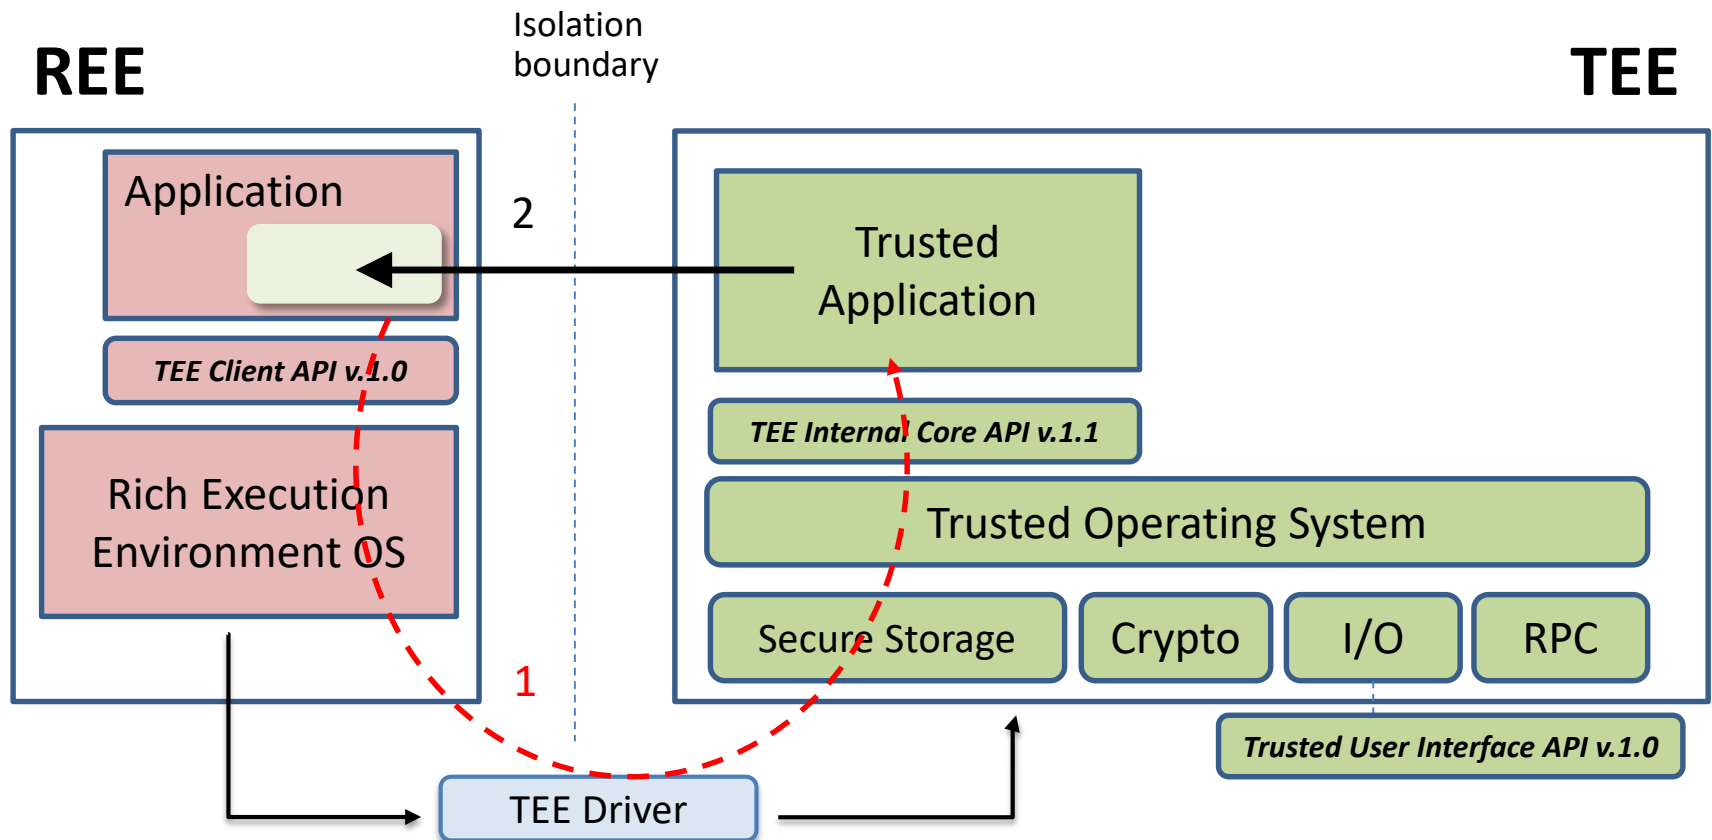 Isolation
boundary
REE
TEE
Application
2
Trusted
Application
TEE Client API v.1.0
TEE Internal Core API v.1.1
Rich Execution
Environment OS
Trusted Operating System
Secure Storage
Crypto
I/O
RPC
1
Trusted User Interface API v.1.0
TEE Driver